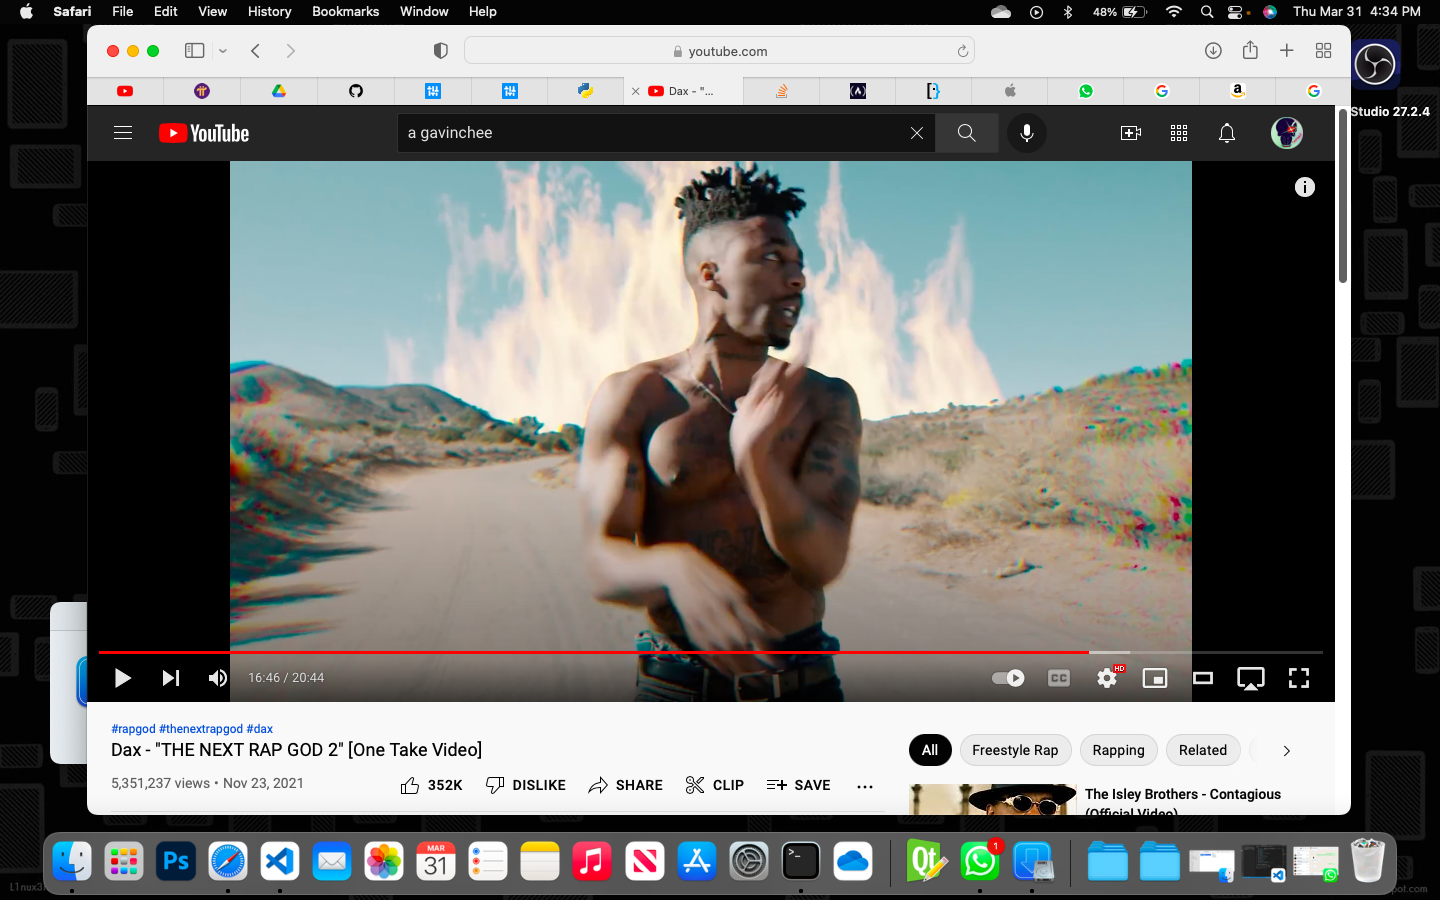 Safari File Edit View History Bookmarks Window Help 48% Thu Mar 31 4:34 PM
youtube.com
Dax - "...
Studio 27.2.4
YouTube
a gavinchee
16:46 / 20:44
CC
HD
#rapgod #thenextrapgod #dax
Dax - "THE NEXT RAP GOD 2" [One Take Video]
5,351,237 views • Nov 23, 2021
352K DISLIKE SHARE CLIP SAVE ...
All Freestyle Rap Rapping Related
The Isley Brothers - Contagious
(Official Video)
Ps
MAR
31
Qt
1